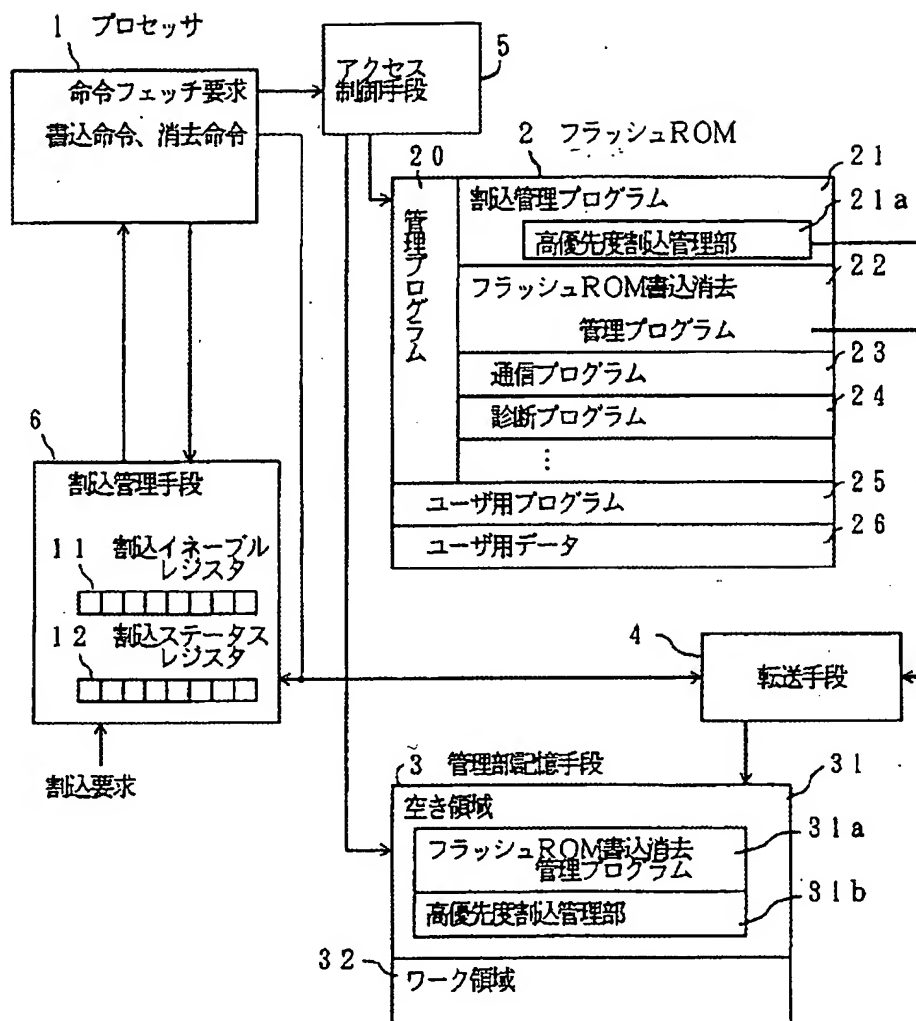 1 プロセッサ
命令フェッチ要求
書込命令、消去命令
アクセス
制御手段
5
2 フラッシュROM
20
管理プログラム
割込管理プログラム
21
高優先度割込管理部
21a
フラッシュROM書込消去
管理プログラム
22
通信プログラム
23
診断プログラム
24
⋮
ユーザ用プログラム
25
ユーザ用データ
26
6
割込管理手段
11 割込イネーブル
レジスタ
12 割込ステータス
レジスタ
割込要求
4
転送手段
3 管理部記憶手段
空き領域
31
フラッシュROM書込消去
管理プログラム
31a
高優先度割込管理部
31b
32
ワーク領域